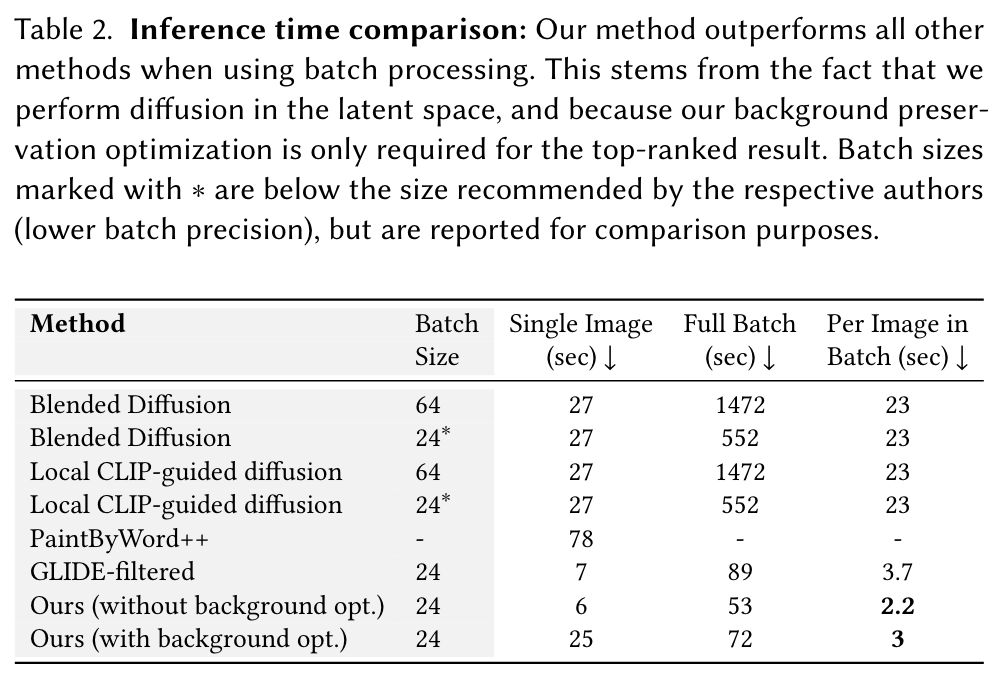 Table 2. Inference time comparison: Our method outperforms all other
methods when using batch processing. This stems from the fact that we
perform diffusion in the latent space, and because our background preser-
vation optimization is only required for the top-ranked result. Batch sizes
marked with ∗ are below the size recommended by the respective authors
(lower batch precision), but are reported for comparison purposes.
Method Batch Size Single Image (sec) ↓ Full Batch (sec) ↓ Per Image in Batch (sec) ↓
Blended Diffusion 64 27 1472 23
Blended Diffusion 24* 27 552 23
Local CLIP-guided diffusion 64 27 1472 23
Local CLIP-guided diffusion 24* 27 552 23
PaintByWord++ - 78 - -
GLIDE-filtered 24 7 89 3.7
Ours (without background opt.) 24 6 53 2.2
Ours (with background opt.) 24 25 72 3